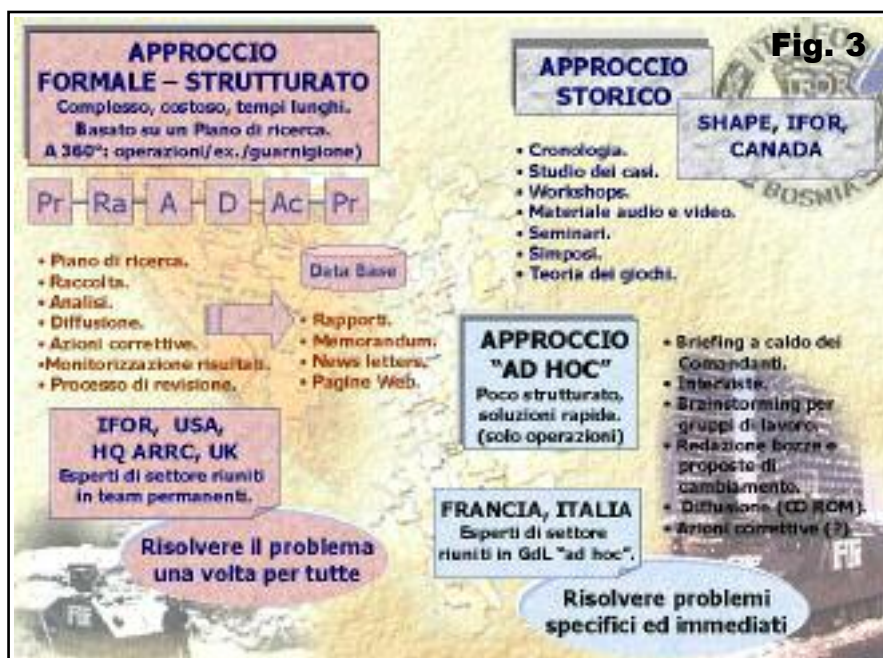 Fig. 3
APPROCCIO
FORMALE – STRUTTURATO
Complesso, costoso, tempi lunghi.
Basato su un Piano di ricerca.
A 360°: operazioni/ex./guarnigione)
Pr Ra A D Ac Pr
• Piano di ricerca.
• Raccolta.
• Analisi.
• Diffusione.
• Azioni correttive.
•Monitorizzazione risultati.
• Processo di revisione.
Data Base
• Rapporti.
• Memorandum.
• News letters.
• Pagine Web.
IFOR, USA,
HQ ARRC, UK
Esperti di settore riuniti
in team permanenti.
Risolvere il problema
una volta per tutte
APPROCCIO
STORICO
SHAPE, IFOR,
CANADA
BOSNIA
• Cronologia.
• Studio dei casi.
• Workshops.
• Materiale audio e video.
• Seminari.
• Simposi.
• Teoria dei giochi.
APPROCCIO
"AD HOC"
Poco strutturato,
soluzioni rapide.
(solo operazioni)
• Briefing a caldo dei
Comandanti.
• Interviste.
• Brainstorming per
gruppi di lavoro.
• Redazione bozze e
proposte di
cambiamento.
• Diffusione (CD ROM).
• Azioni correttive (?)
FRANCIA, ITALIA
Esperti di settore
riuniti in GdL "ad hoc".
Risolvere problemi
specifici ed immediati